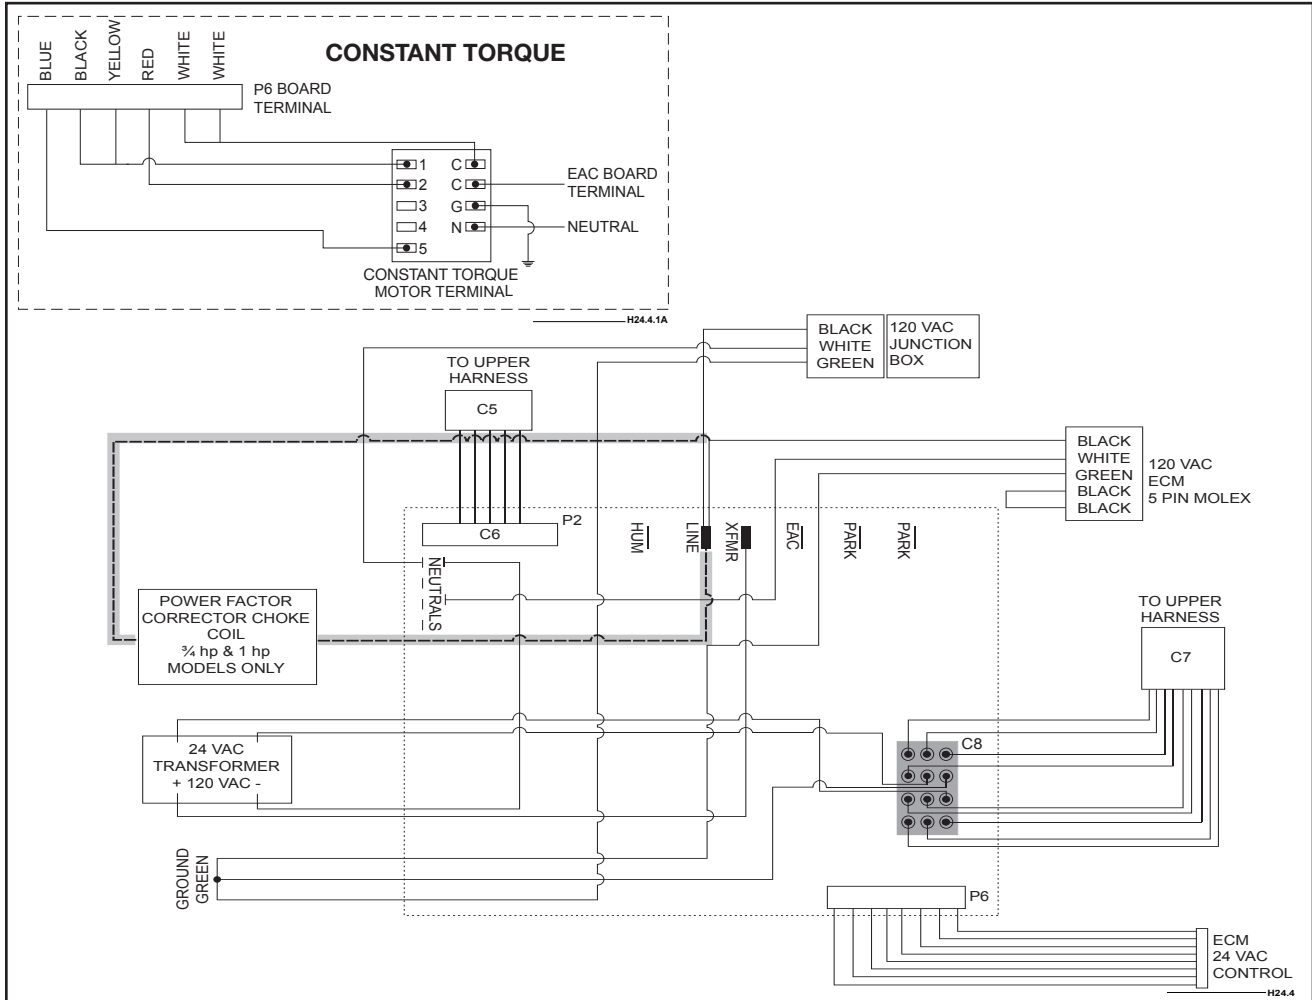 CONSTANT TORQUE
BLUE
BLACK
YELLOW
RED
WHITE
WHITE
P6 BOARD
TERMINAL
1
2
3
4
5
C
C
G
N
EAC BOARD
TERMINAL
NEUTRAL
CONSTANT TORQUE
MOTOR TERMINAL
H24.4.1A
BLACK
WHITE
GREEN
120 VAC
JUNCTION
BOX
TO UPPER
HARNESS
C5
C6
P2
BLACK
WHITE
GREEN
BLACK
BLACK
120 VAC
ECM
5 PIN MOLEX
HUM
LINE
XFMR
EAC
PARK
PARK
NEUTRALS
POWER FACTOR
CORRECTOR CHOKE
COIL
¾ hp & 1 hp
MODELS ONLY
TO UPPER
HARNESS
C7
C8
24 VAC
TRANSFORMER
+ 120 VAC -
GROUND
GREEN
P6
ECM
24 VAC
CONTROL
H24.4